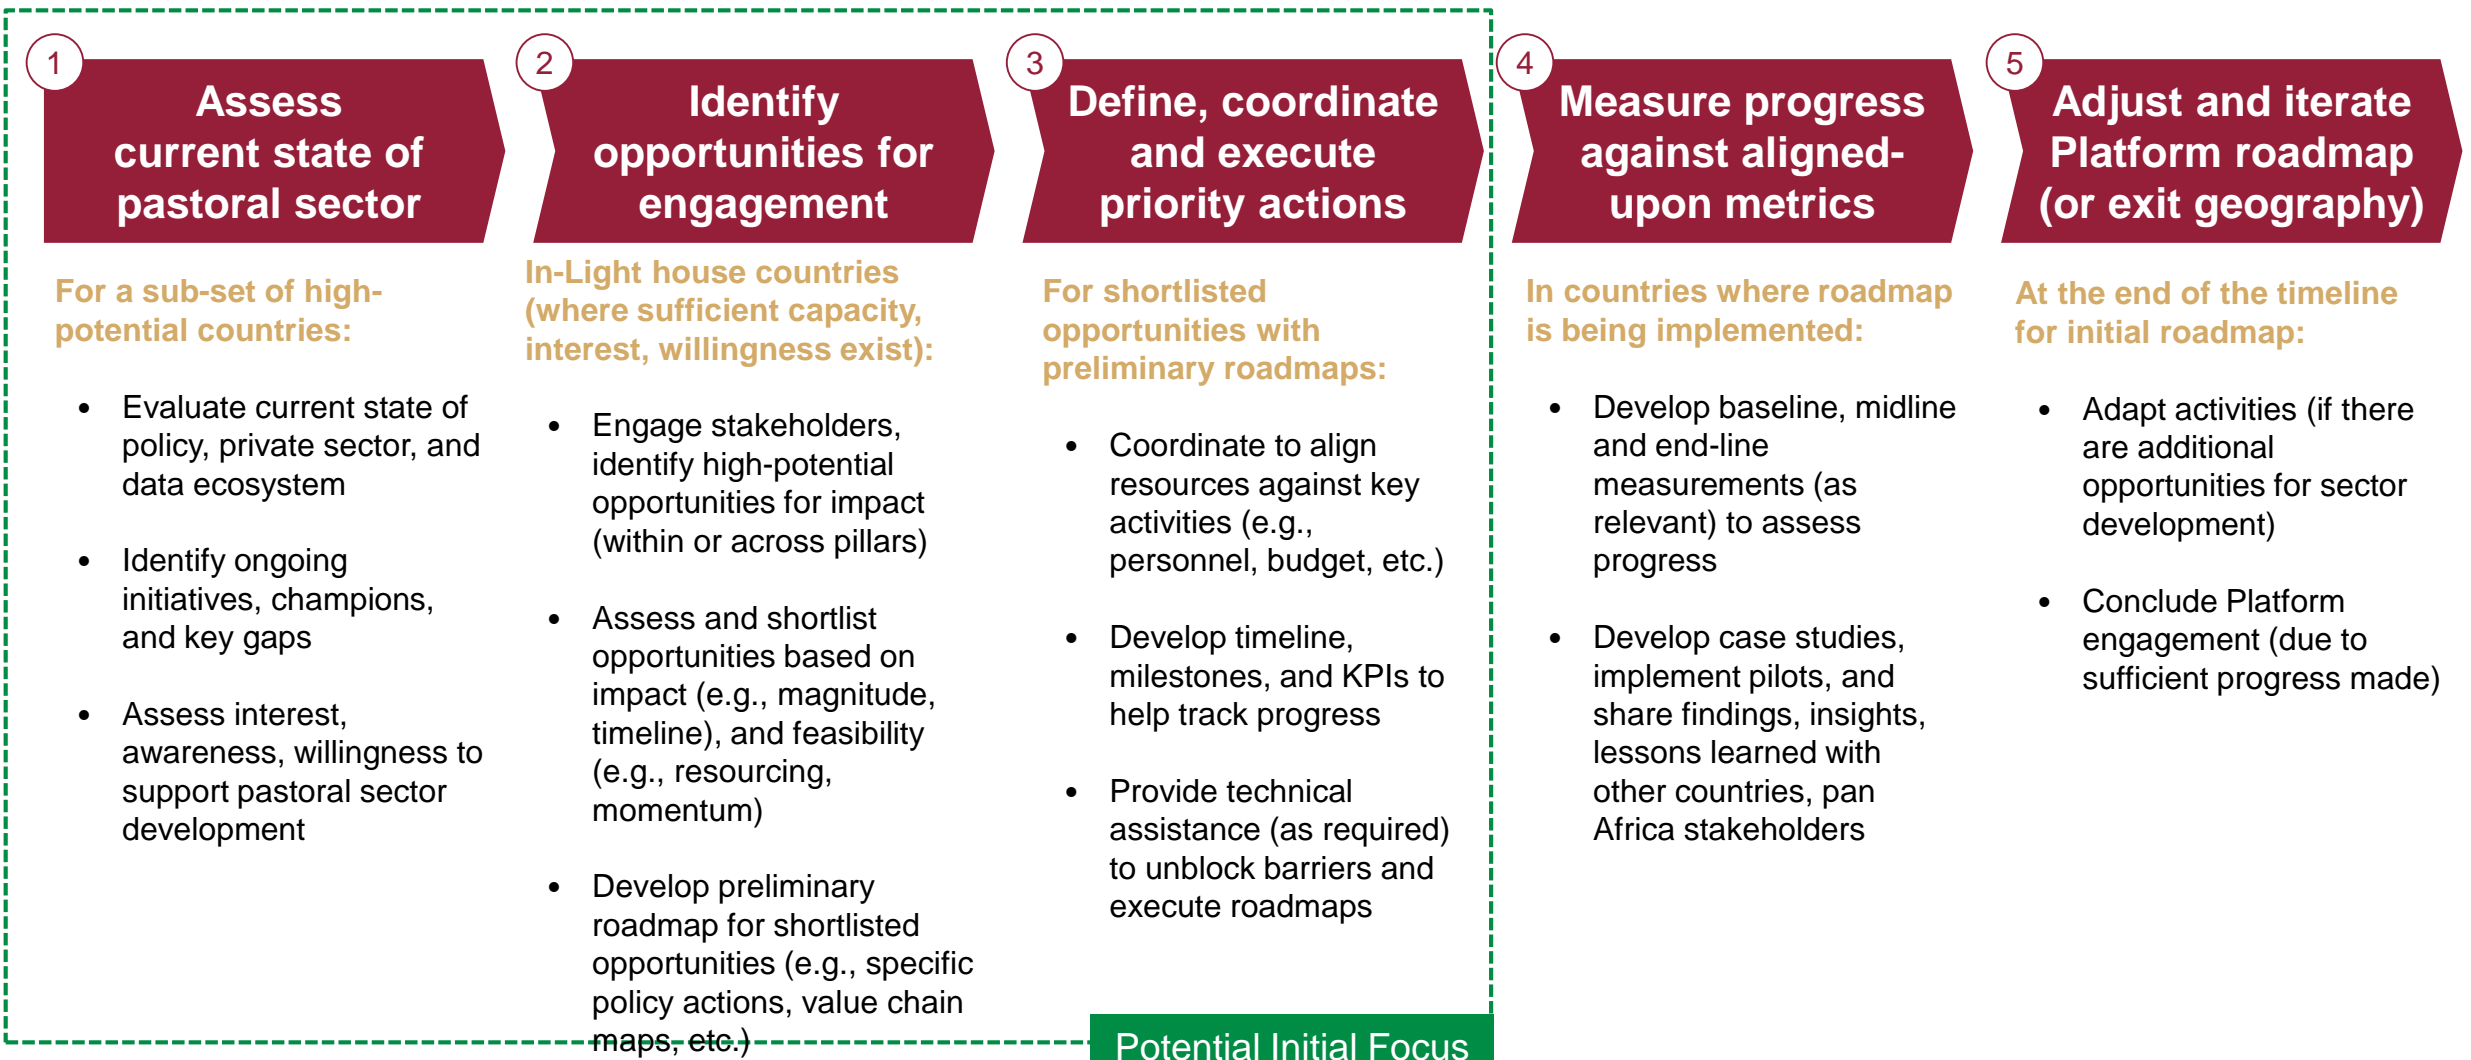 1
Assess
current state of
pastoral sector
For a sub-set of high-
potential countries:
• Evaluate current state of
policy, private sector, and
data ecosystem
• Identify ongoing
initiatives, champions,
and key gaps
• Assess interest,
awareness, willingness to
support pastoral sector
development
2
Identify
opportunities for
engagement
In-Light house countries
(where sufficient capacity,
interest, willingness exist):
• Engage stakeholders,
identify high-potential
opportunities for impact
(within or across pillars)
• Assess and shortlist
opportunities based on
impact (e.g., magnitude,
timeline), and feasibility
(e.g., resourcing,
momentum)
• Develop preliminary
roadmap for shortlisted
opportunities (e.g., specific
policy actions, value chain
maps, etc.)
3
Define, coordinate
and execute
priority actions
For shortlisted
opportunities with
preliminary roadmaps:
• Coordinate to align
resources against key
activities (e.g.,
personnel, budget, etc.)
• Develop timeline,
milestones, and KPIs to
help track progress
• Provide technical
assistance (as required)
to unblock barriers and
execute roadmaps
Potential Initial Focus
4
Measure progress
against aligned-
upon metrics
In countries where roadmap
is being implemented:
• Develop baseline, midline
and end-line
measurements (as
relevant) to assess
progress
• Develop case studies,
implement pilots, and
share findings, insights,
lessons learned with
other countries, pan
Africa stakeholders
5
Adjust and iterate
Platform roadmap
(or exit geography)
At the end of the timeline
for initial roadmap:
• Adapt activities (if there
are additional
opportunities for sector
development)
• Conclude Platform
engagement (due to
sufficient progress made)